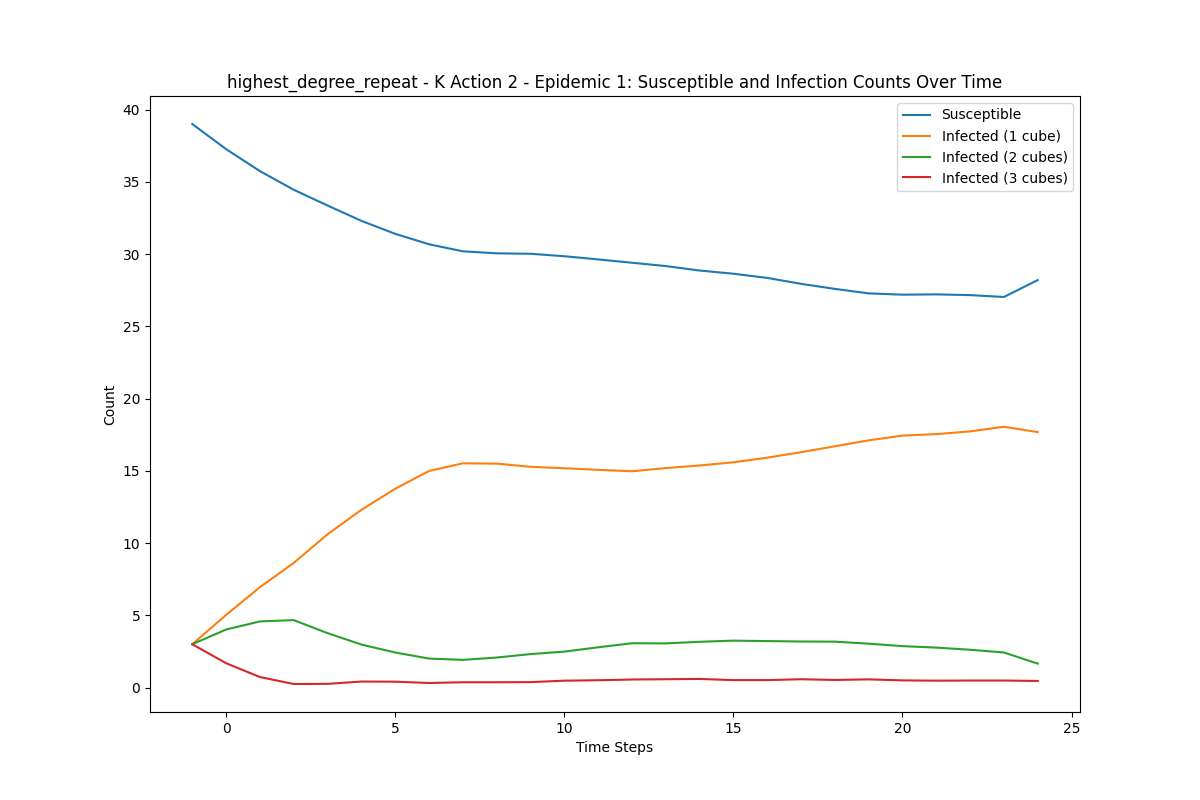 highest_degree_repeat - K Action 2 - Epidemic 1: Susceptible and Infection Counts Over Time
Susceptible
Infected (1 cube)
Infected (2 cubes)
Infected (3 cubes)
Count
40
35
30
25
20
15
10
5
0
0 5 10 15 20 25
Time Steps